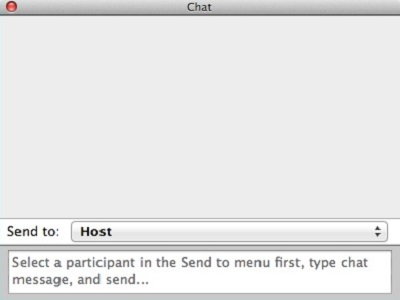 Chat
Send to: Host
Select a participant in the Send to menu first, type chat
message, and send...